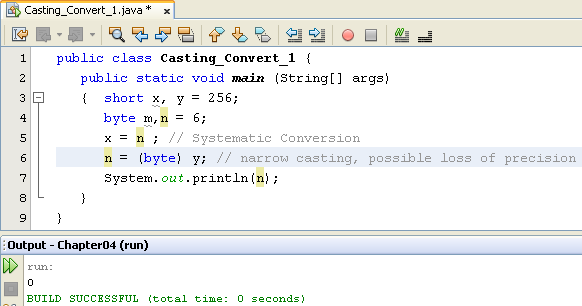 Casting_Convert_1.java *
1 public class Casting_Convert_1 {
2 public static void main (String[] args)
3 { short x, y = 256;
4 byte m,n = 6;
5 x = n ; // Systematic Conversion
6 n = (byte) y; // narrow casting, possible loss of precision
7 System.out.println(n);
8 }
9 }
Output - Chapter04 (run)
run:
0
BUILD SUCCESSFUL (total time: 0 seconds)